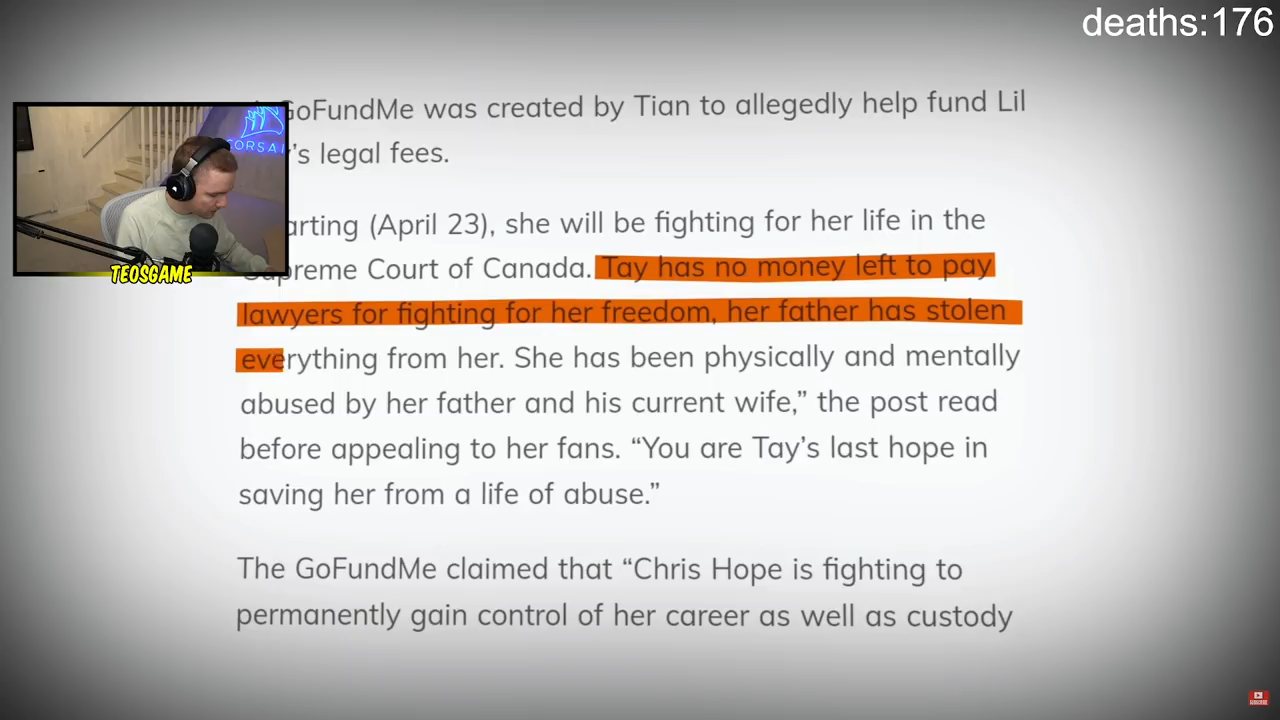 deaths:176
GoFundMe was created by Tian to allegedly help fund Lil
's legal fees.
arting (April 23), she will be fighting for her life in the
Supreme Court of Canada. Tay has no money left to pay
lawyers for fighting for her freedom, her father has stolen
everything from her. She has been physically and mentally
abused by her father and his current wife,” the post read
before appealing to her fans. “You are Tay’s last hope in
saving her from a life of abuse.”
The GoFundMe claimed that “Chris Hope is fighting to
permanently gain control of her career as well as custody
CORSAI
TEOSGAME
SUBSCRIBE